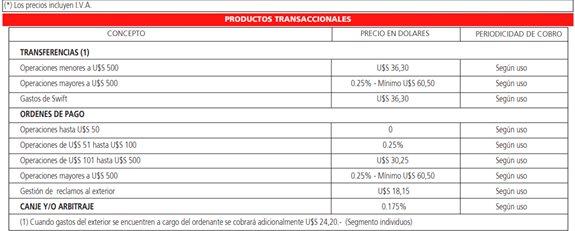 (*) Los precios incluyen I.V.A.
PRODUCTOS TRANSACCIONALES
CONCEPTO PRECIO EN DOLARES PERIODICIDAD DE COBRO
TRANSFERENCIAS (1)
Operaciones menores a U$S 500 U$S 36,30 Según uso
Operaciones mayores a U$S 500 0.25% - Mínimo U$S 60,50 Según uso
Gastos de Swift U$S 36,30 Según uso
ORDENES DE PAGO
Operaciones hasta U$S 50 0 Según uso
Operaciones de U$S 51 hasta U$S 100 0.25% Según uso
Operaciones de U$S 101 hasta U$S 500 U$S 30,25 Según uso
Operaciones mayores a U$S 500 0.25% - Mínimo U$S 60,50 Según uso
Gestión de reclamos al exterior U$S 18,15 Según uso
CANJE Y/O ARBITRAJE 0.175% Según uso
(1) Cuando gastos del exterior se encuentren a cargo del ordenante se cobrará adicionalmente U$S 24,20.- (Segmento individuos)